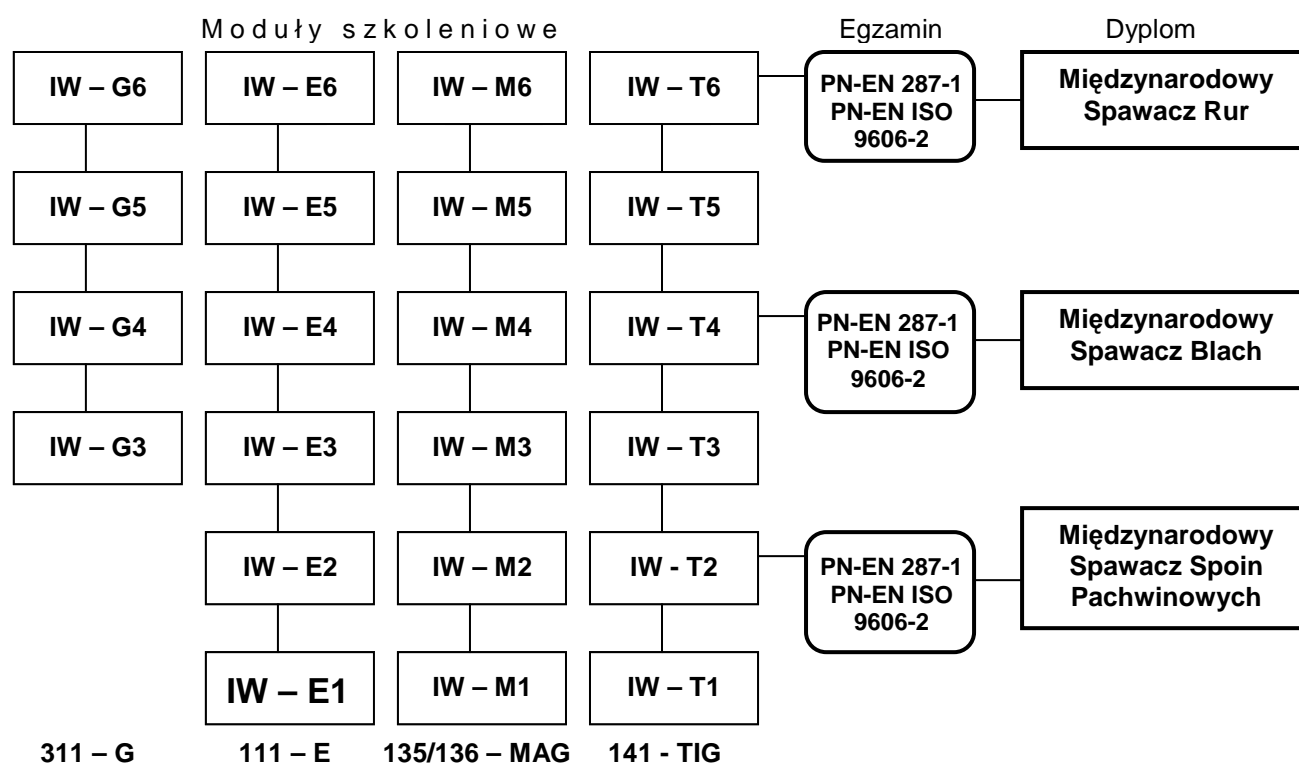 Moduły szkoleniowe Egzamin Dyplom
IW – G6 IW – E6 IW – M6 IW – T6
PN-EN 287-1
PN-EN ISO
9606-2
Międzynarodowy
Spawacz Rur
IW – G5 IW – E5 IW – M5 IW – T5
IW – G4 IW – E4 IW – M4 IW – T4
PN-EN 287-1
PN-EN ISO
9606-2
Międzynarodowy
Spawacz Blach
IW – G3 IW – E3 IW – M3 IW – T3
IW – E2 IW – M2 IW - T2
PN-EN 287-1
PN-EN ISO
9606-2
Międzynarodowy
Spawacz Spoin
Pachwinowych
IW – E1 IW – M1 IW – T1
311 – G 111 – E 135/136 – MAG 141 - TIG